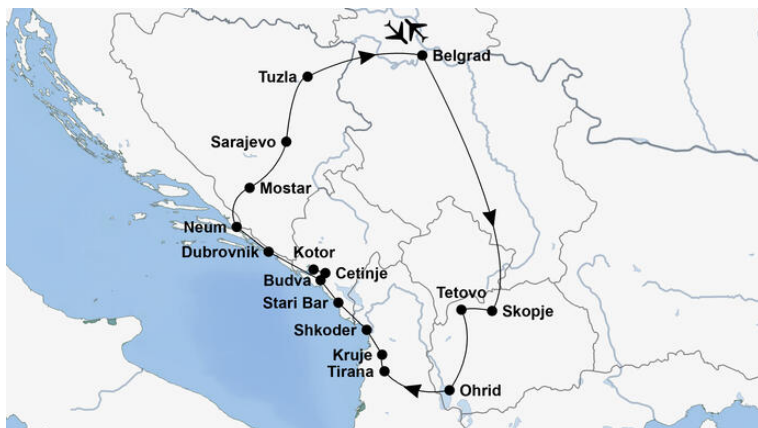 Belgrad
Tuzla
Sarajevo
Mostar
Neum
Dubrovnik
Kotor
Cetinje
Budva
Stari Bar
Tetovo
Skopje
Shkoder
Kruje
Tirana
Ohrid